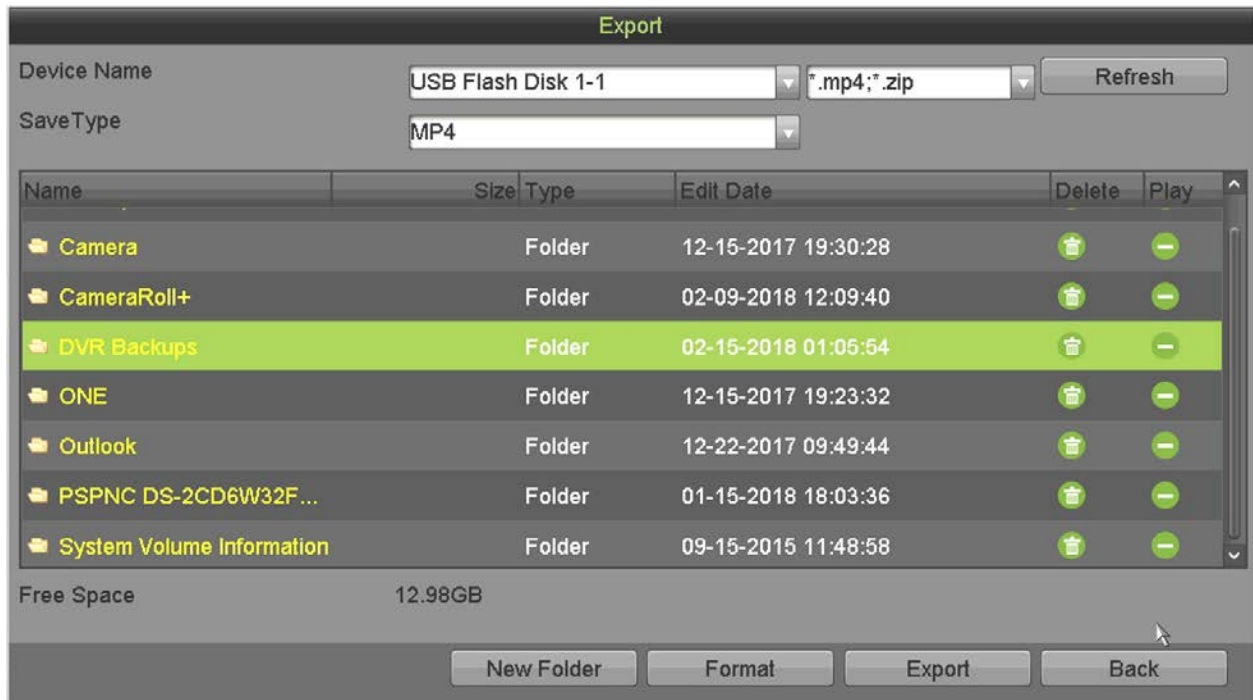 Export
Device Name USB Flash Disk 1-1 *.mp4;*.zip Refresh
SaveType MP4
Name Size Type Edit Date Delete Play
Camera Folder 12-15-2017 19:30:28
CameraRoll+ Folder 02-09-2018 12:09:40
DVR Backups Folder 02-15-2018 01:05:54
ONE Folder 12-15-2017 19:23:32
Outlook Folder 12-22-2017 09:49:44
PSPNC DS-2CD6W32F... Folder 01-15-2018 18:03:36
System Volume Information Folder 09-15-2015 11:48:58
Free Space 12.98GB
New Folder Format Export Back